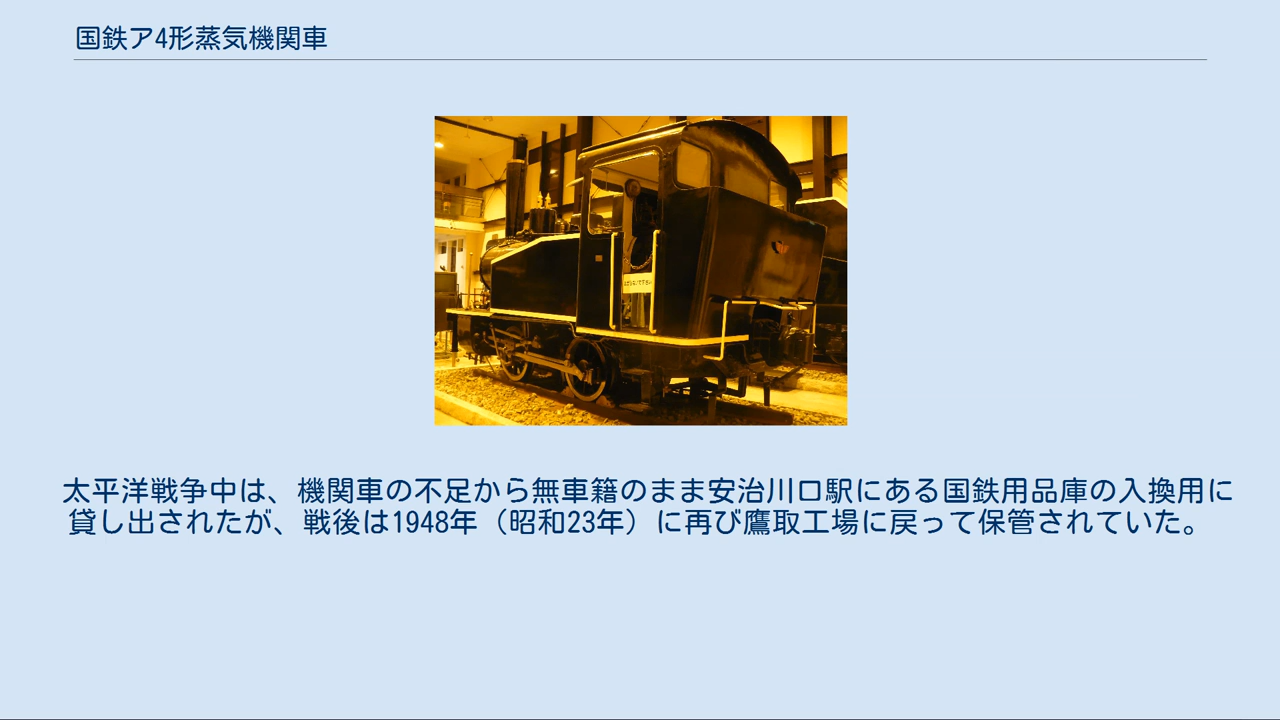 国鉄ア4形蒸気機関車
太平洋戦争中は、機関車の不足から無車籍のまま安治川口駅にある国鉄用品庫の入換用に
貸し出されたが、戦後は1948年（昭和23年）に再び鷹取工場に戻って保管されていた。